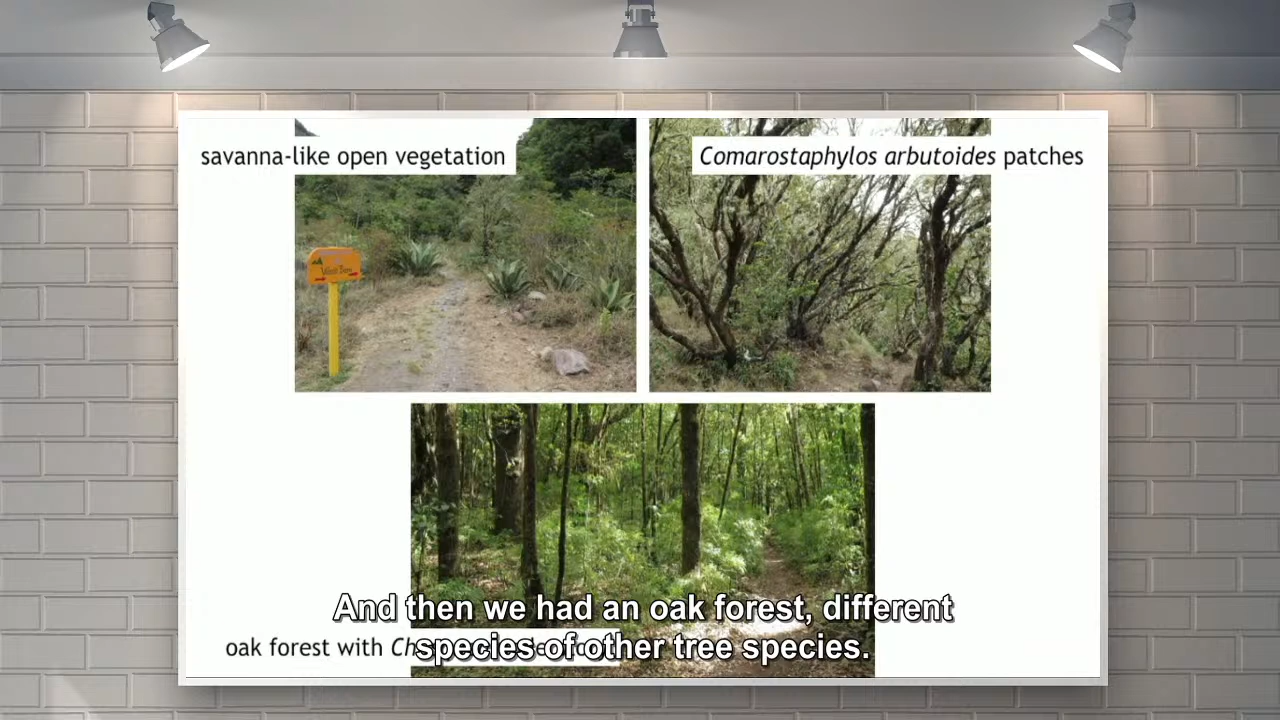 savanna-like open vegetation
Comarostaphylos arbutoides patches
And then we had an oak forest, different
species of other tree species.
oak forest with